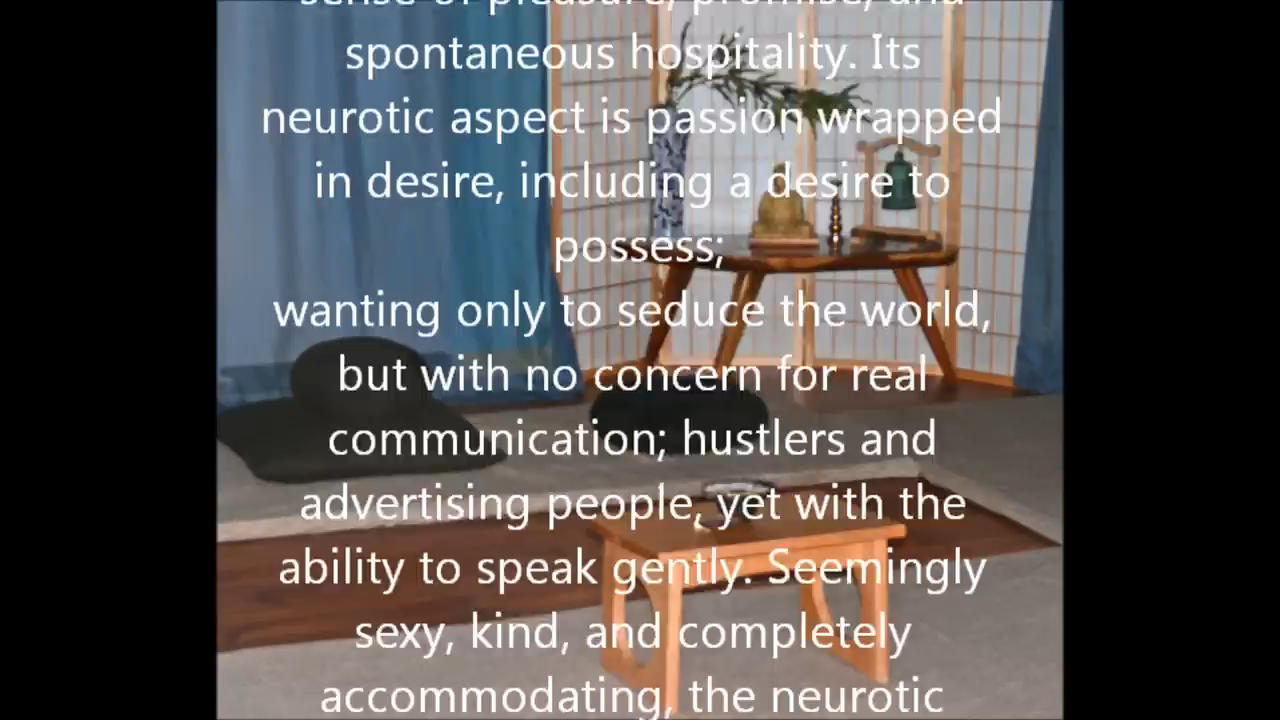 sense of pleasure, promise, and
spontaneous hospitality. Its
neurotic aspect is passion wrapped
in desire, including a desire to
possess;
wanting only to seduce the world,
but with no concern for real
communication; hustlers and
advertising people, yet with the
ability to speak gently. Seemingly
sexy, kind, and completely
accommodating, the neurotic